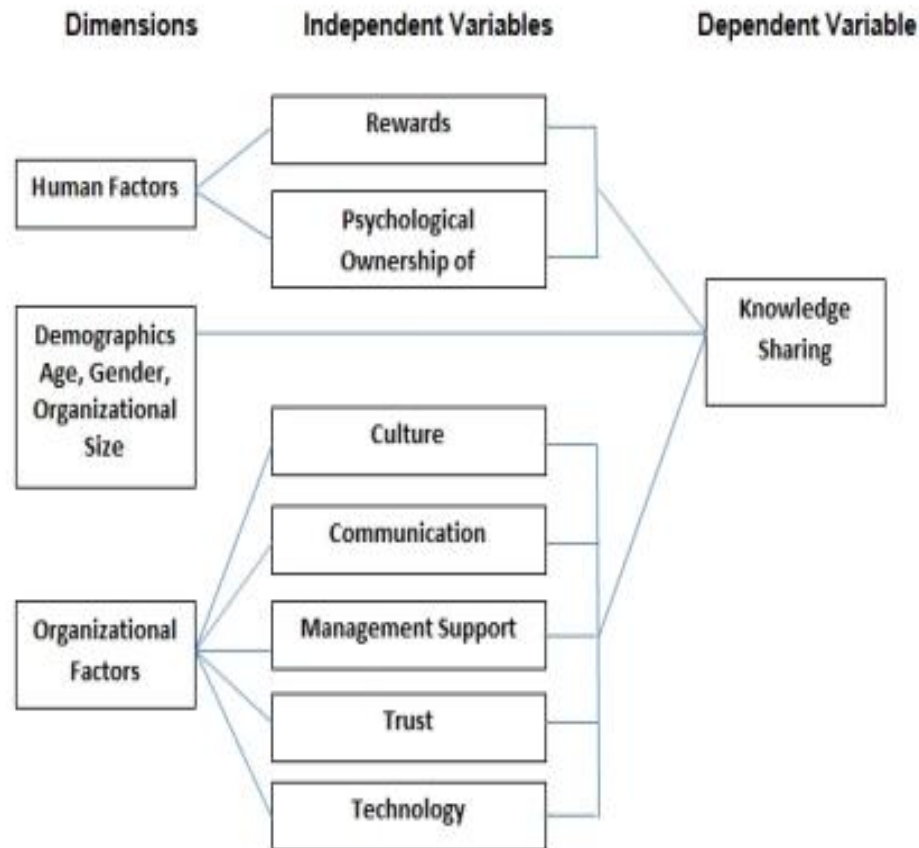 Dimensions
Independent Variables
Dependent Variable
Rewards
Human Factors
Psychological
Ownership of
Knowledge
Sharing
Demographics
Age, Gender,
Organizational
Size
Culture
Communication
Organizational
Factors
Management Support
Trust
Technology